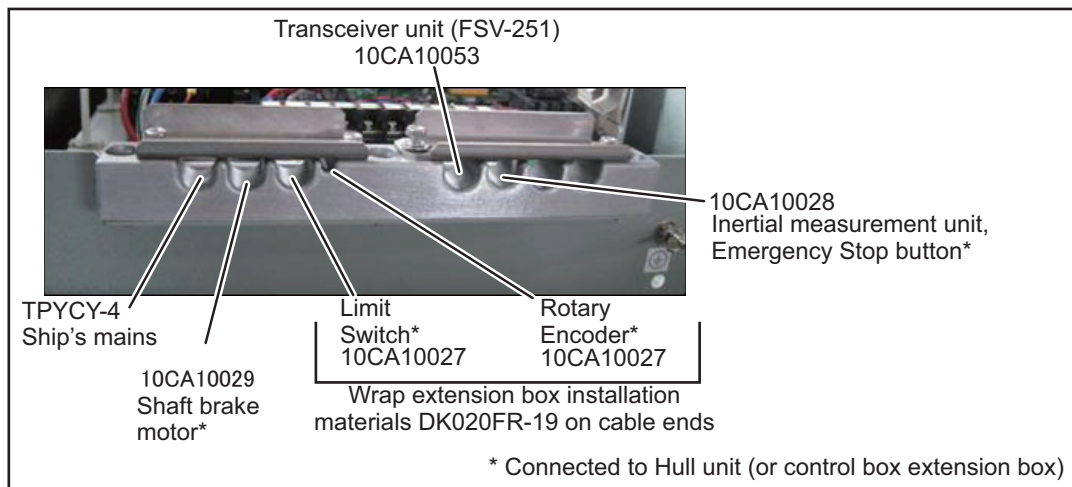 Transceiver unit (FSV-251)
10CA10053
10CA10028
Inertial measurement unit,
Emergency Stop button*
TPYCY-4
Ship's mains
10CA10029
Shaft brake
motor*
Limit
Switch*
10CA10027
Rotary
Encoder*
10CA10027
Wrap extension box installation
materials DK020FR-19 on cable ends
* Connected to Hull unit (or control box extension box)